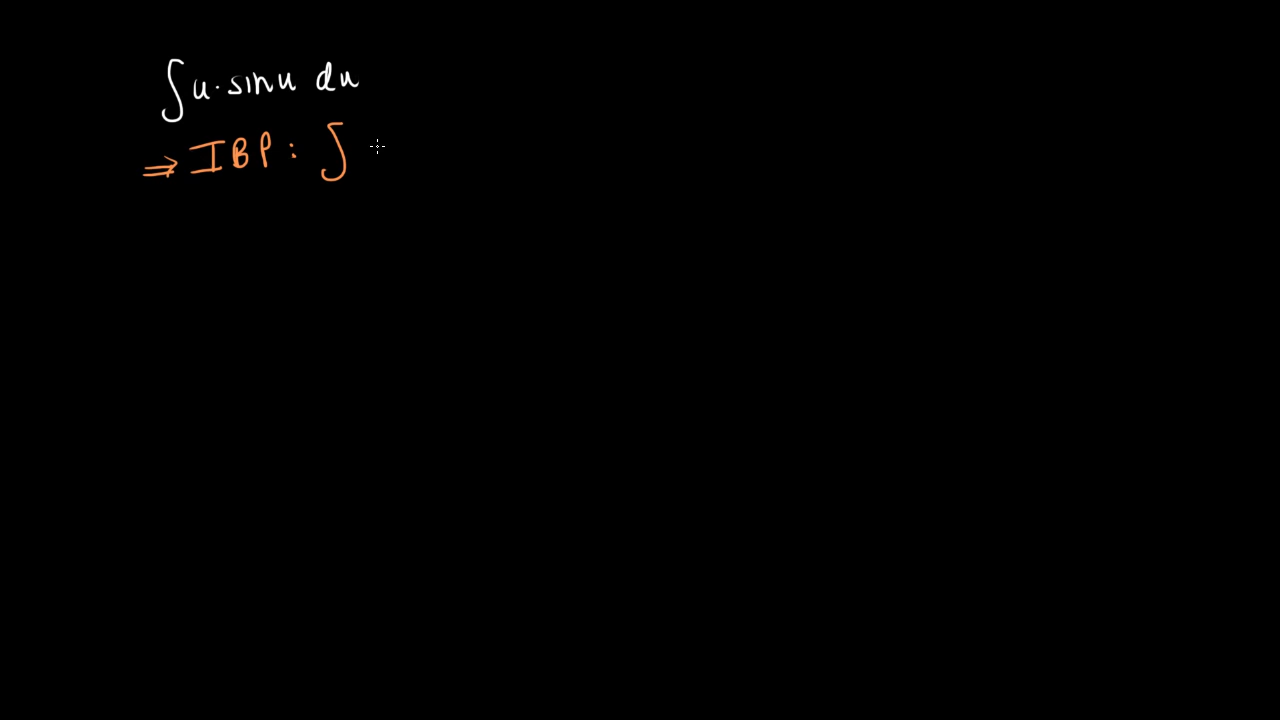 ∫u·sinu du
⇒ IBP: ∫